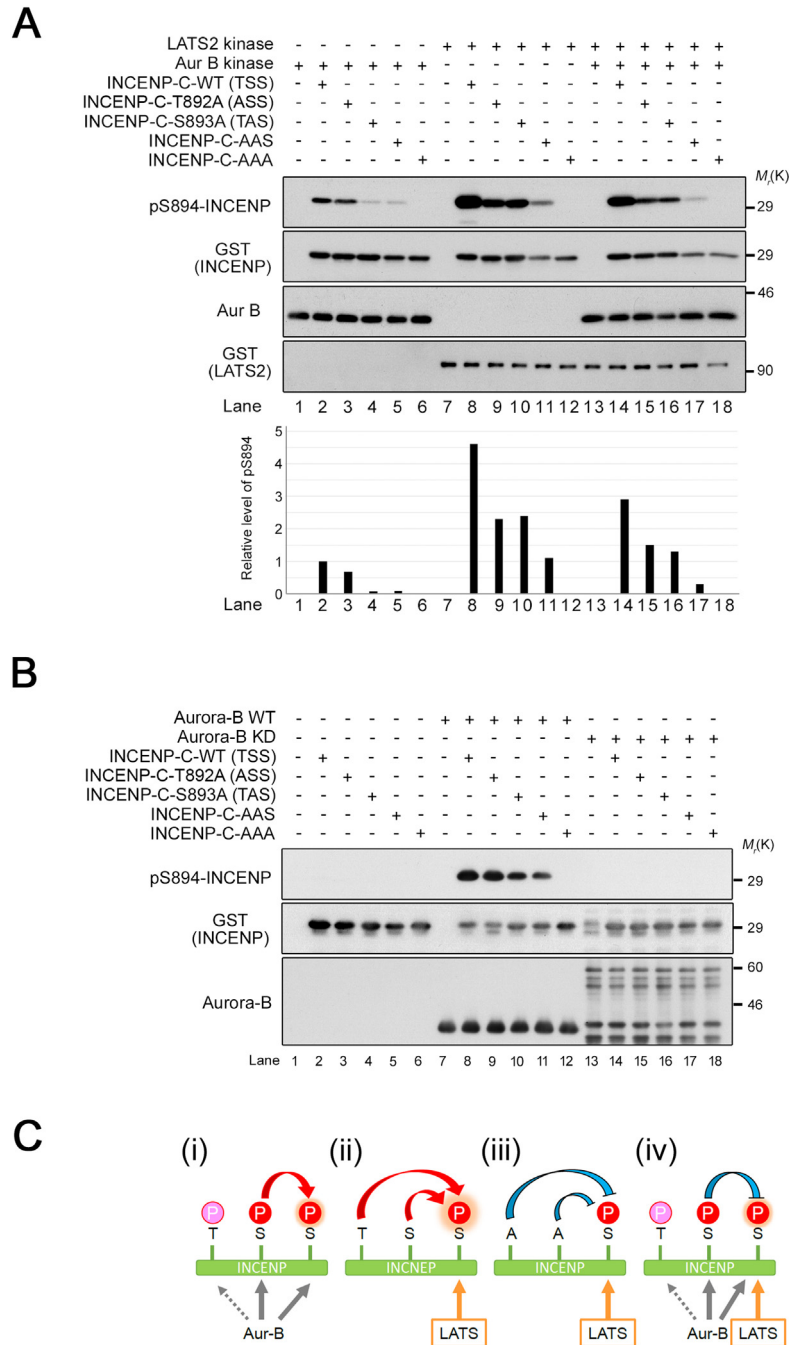 A
LATS2 kinase - - - - - - + + + + + + + + + + + +
Aur B kinase + + + + + + - - - - - - + + + + + +
INCENP-C-WT (TSS) - + - - - - - + - - - - - + - - - -
INCENP-C-T892A (ASS) - - + - - - - - + - - - - - + - - -
INCENP-C-S893A (TAS) - - - + - - - - - + - - - - - + - -
INCENP-C-AAS - - - - + - - - - - + - - - - - + -
INCENP-C-AAA - - - - - + - - - - - + - - - - - +
Mr(K)
pS894-INCENP
29
GST
(INCENP)
29
46
Aur B
GST
(LATS2)
90
Lane 1 2 3 4 5 6 7 8 9 10 11 12 13 14 15 16 17 18
Relative level of pS894
5
4
3
2
1
0
Lane 1 2 3 4 5 6 7 8 9 10 11 12 13 14 15 16 17 18
B
Aurora-B WT - - - - - - + + + + + + - - - - - -
Aurora-B KD - - - - - - - - - - - - + + + + + +
INCENP-C-WT (TSS) - + - - - - - + - - - - - + - - - -
INCENP-C-T892A (ASS) - - + - - - - - + - - - - - + - - -
INCENP-C-S893A (TAS) - - - + - - - - - + - - - - - + - -
INCENP-C-AAS - - - - + - - - - - + - - - - - + -
INCENP-C-AAA - - - - - + - - - - - + - - - - - +
Mr(K)
pS894-INCENP
29
GST
(INCENP)
29
60
Aurora-B
46
Lane 1 2 3 4 5 6 7 8 9 10 11 12 13 14 15 16 17 18
C
(i) (ii) (iii) (iv)
P P P P P P P P
T S S T S S A A S T S S
INCENP INCNEP INCENP INCENP
Aur-B LATS LATS Aur-B LATS